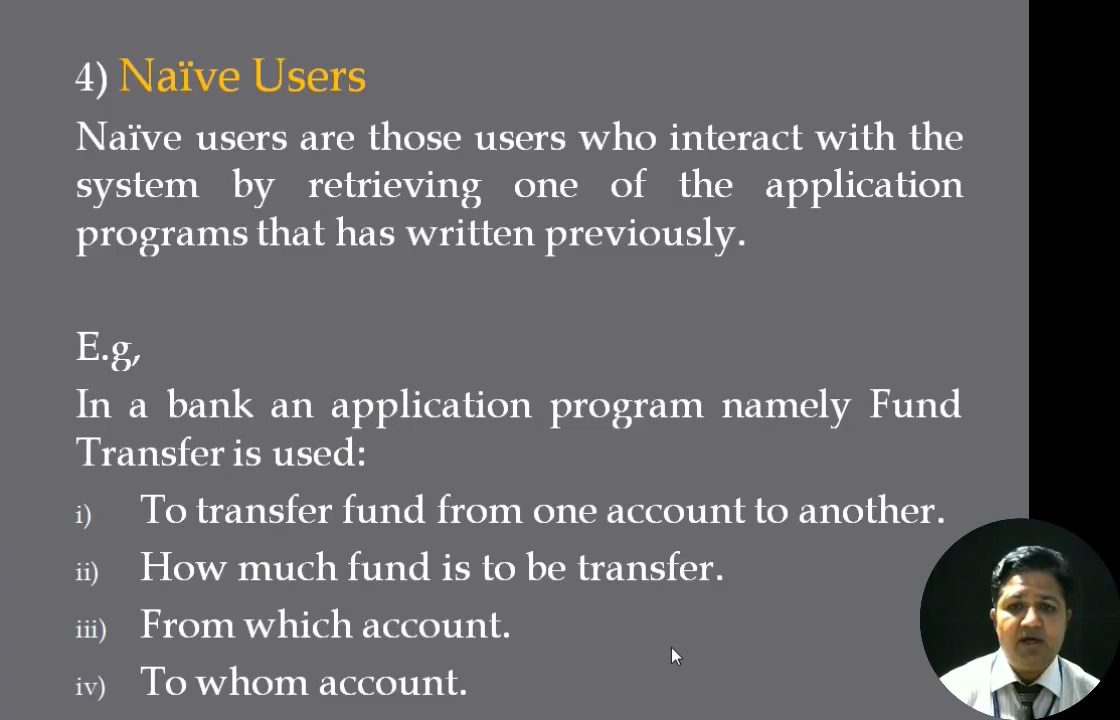 4) Naïve Users
Naïve users are those users who interact with the
system by retrieving one of the application
programs that has written previously.
E.g,
In a bank an application program namely Fund
Transfer is used:
i) To transfer fund from one account to another.
ii) How much fund is to be transfer.
iii) From which account.
iv) To whom account.